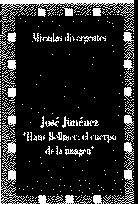 Miradas divergentes
José Jiménez
"Hans Bellmer: el cuerpo
de la imagen"